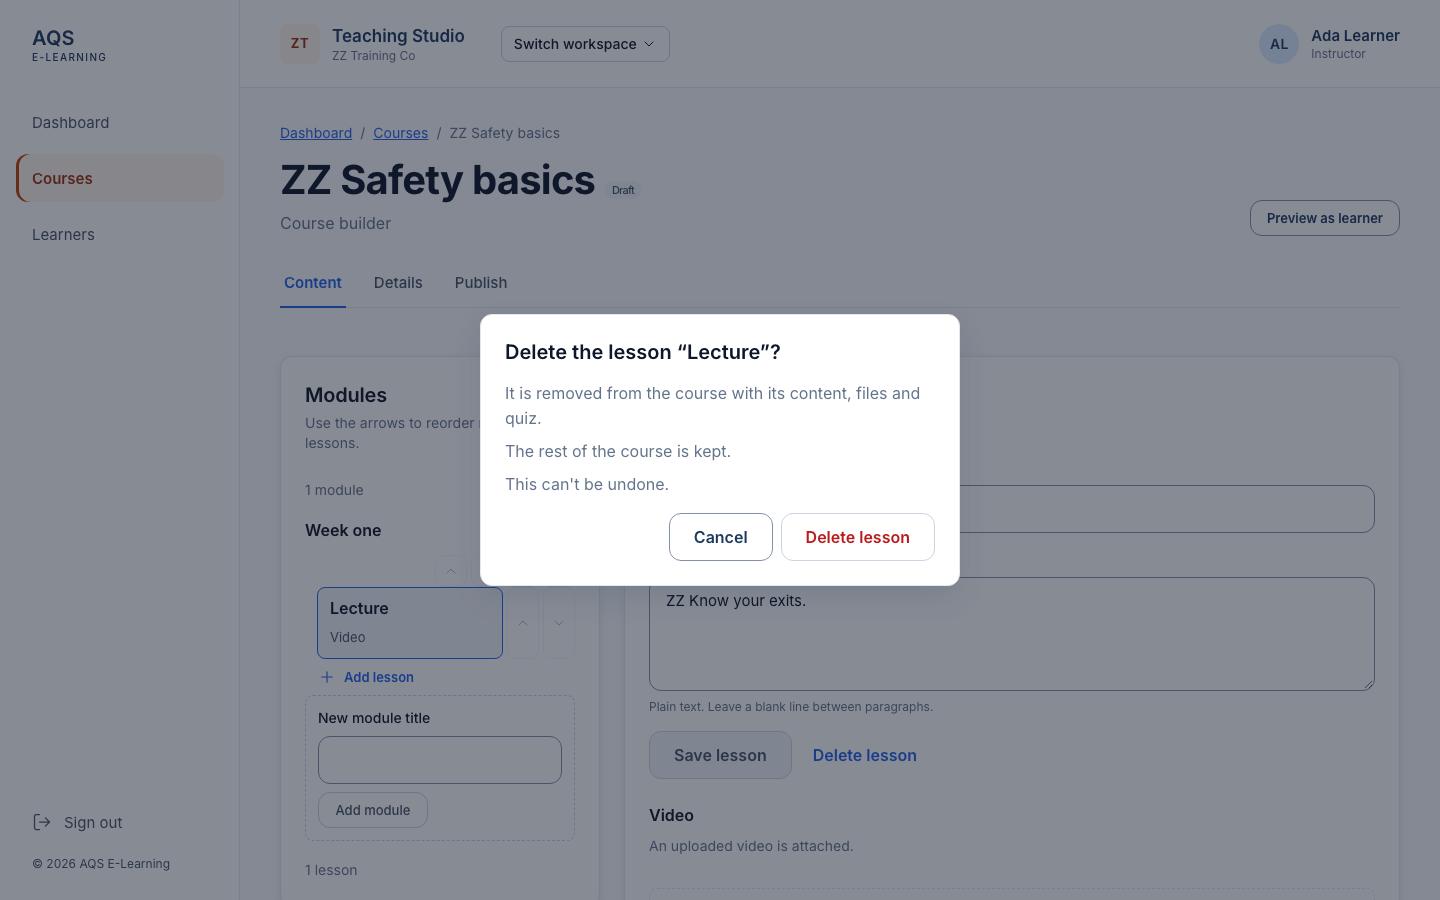 AQS
E-LEARNING
Dashboard
Courses
Learners
Sign out
© 2026 AQS E-Learning
ZT
Teaching Studio
ZZ Training Co
Switch workspace
AL
Ada Learner
Instructor
Dashboard / Courses / ZZ Safety basics
ZZ Safety basics
Draft
Course builder
Preview as learner
Content
Details
Publish
Modules
Use the arrows to reorder
lessons.
1 module
Week one
Lecture
Video
Add lesson
New module title
Add module
1 lesson
Delete the lesson “Lecture”?
It is removed from the course with its content, files and
quiz.
The rest of the course is kept.
This can't be undone.
Cancel
Delete lesson
ZZ Know your exits.
Plain text. Leave a blank line between paragraphs.
Save lesson
Delete lesson
Video
An uploaded video is attached.